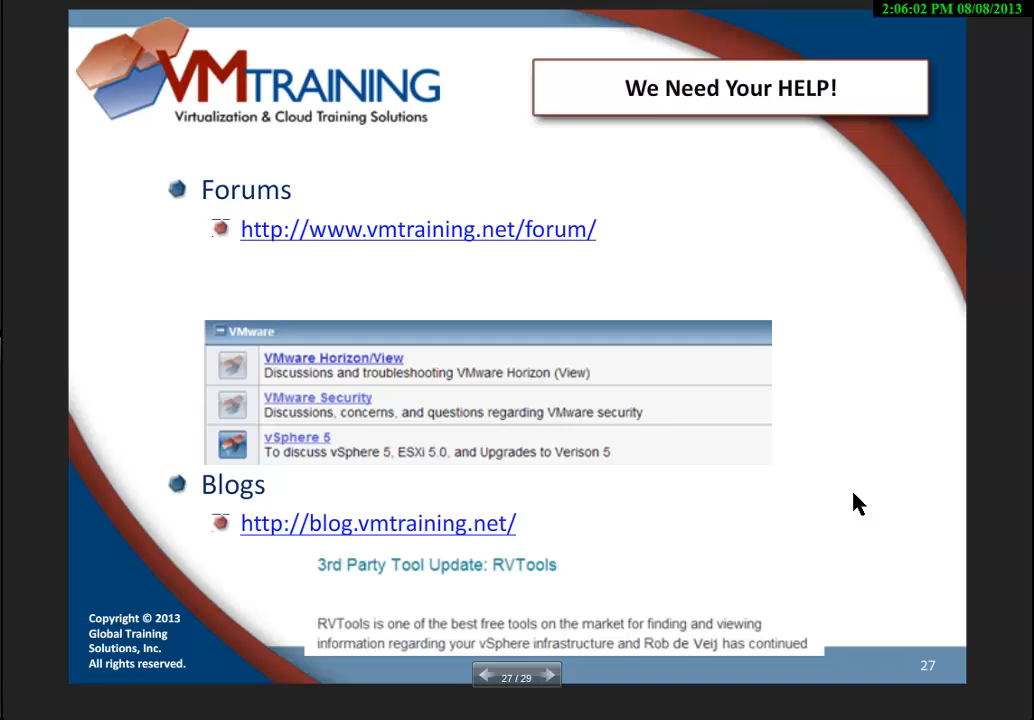 2:06:02 PM 08/08/2013
VMTRAINING
Virtualization & Cloud Training Solutions
We Need Your HELP!
Forums
http://www.vmtraining.net/forum/
VMware
VMware Horizon/View
Discussions and troubleshooting VMware Horizon (View)
VMware Security
Discussions, concerns, and questions regarding VMware security
vSphere 5
To discuss vSphere 5, ESXi 5.0, and Upgrades to Verison 5
Blogs
http://blog.vmtraining.net/
3rd Party Tool Update: RVTools
RVTools is one of the best free tools on the market for finding and viewing
information regarding your vSphere infrastructure and Rob de Veij has continued
Copyright © 2013
Global Training
Solutions, Inc.
All rights reserved.
27 / 29
27